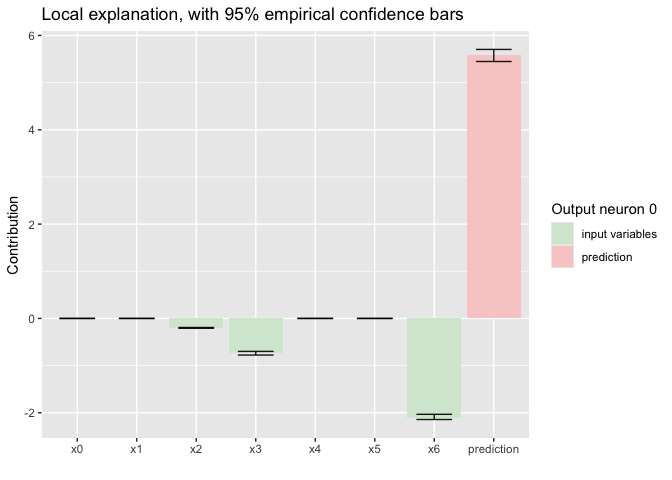 Local explanation, with 95% empirical confidence bars
Contribution
6
4
2
0
-2
x0 x1 x2 x3 x4 x5 x6 prediction
Output neuron 0
input variables
prediction